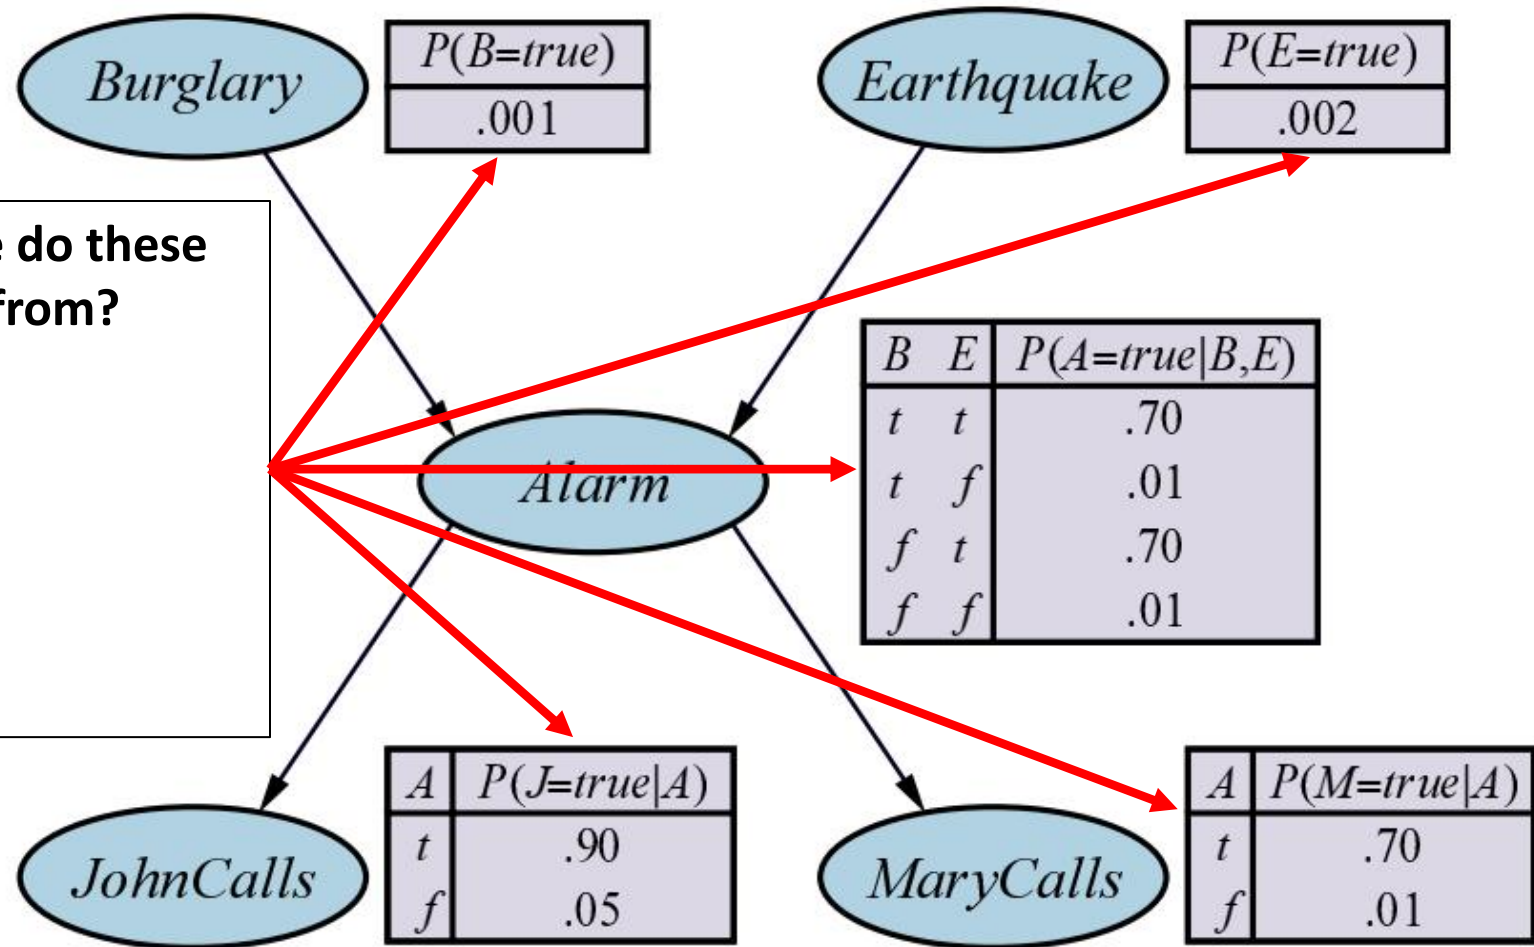 Burglary
P(B=true)
.001
Earthquake
P(E=true)
.002
do these
from?
Alarm
B E P(A=true|B,E)
t t .70
t f .01
f t .70
f f .01
JohnCalls
A P(J=true|A)
t .90
f .05
MaryCalls
A P(M=true|A)
t .70
f .01